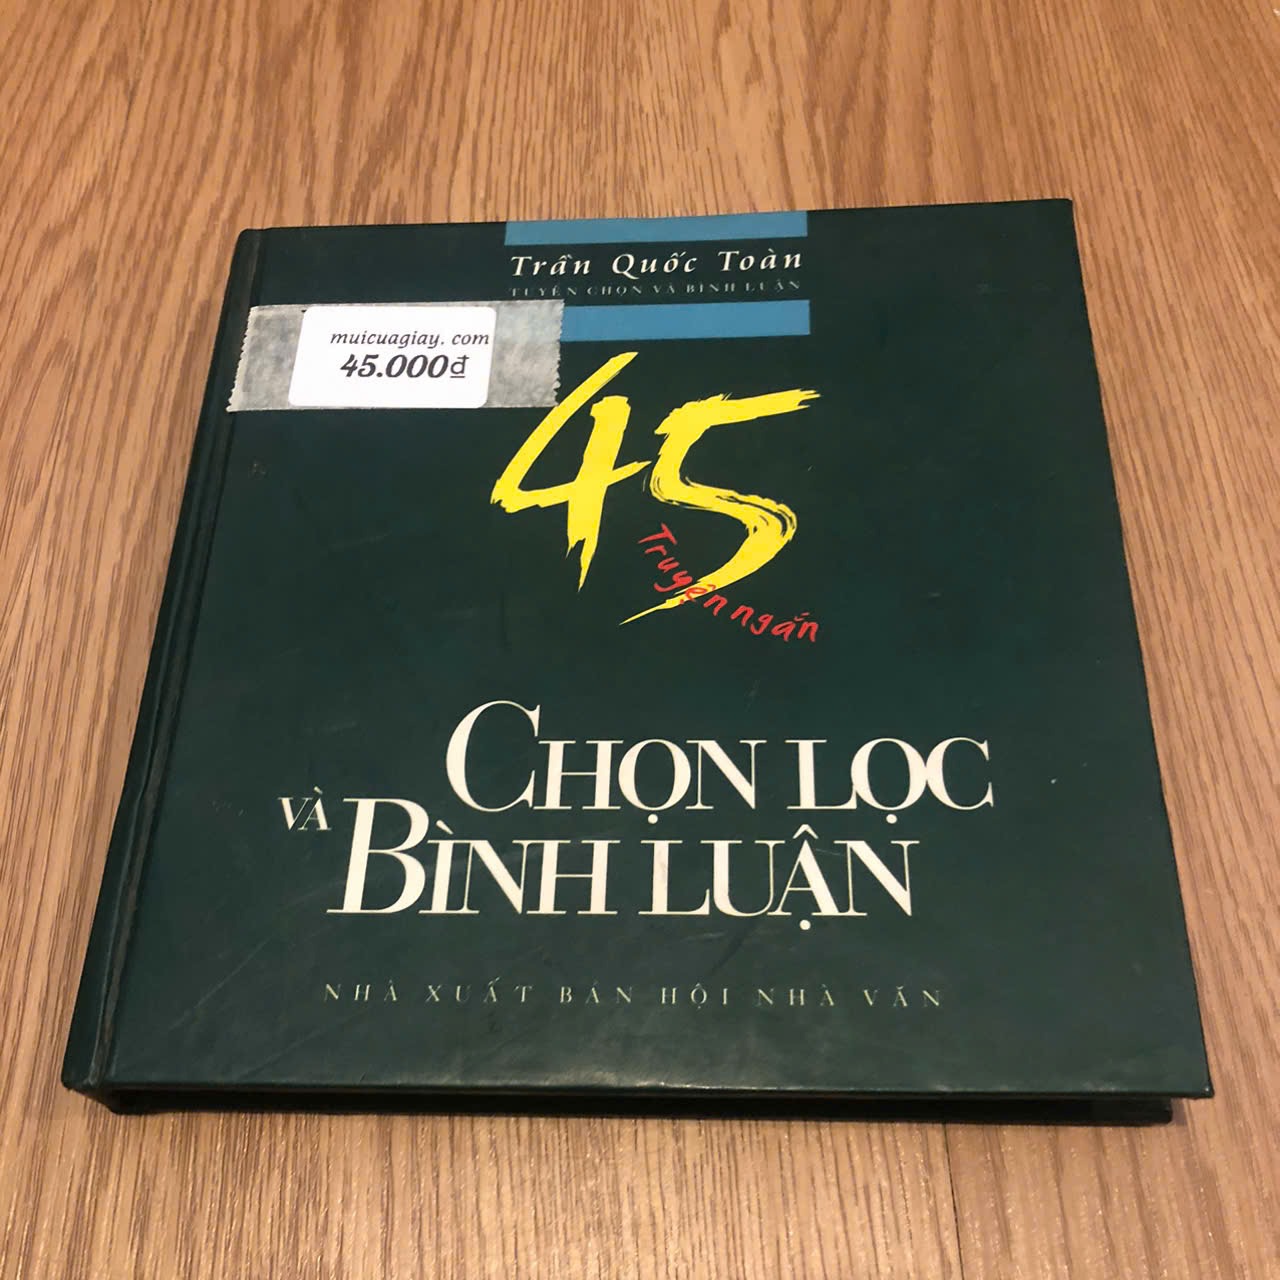 Trần Quốc Toàn
TUYỂN CHỌN VÀ BÌNH LUẬN
muicuagiay. com
45.000₫
45
Truyện ngắn
CHỌN LỌC
VÀ BÌNH LUẬN
NHÀ XUẤT BẢN HỘI NHÀ VĂN